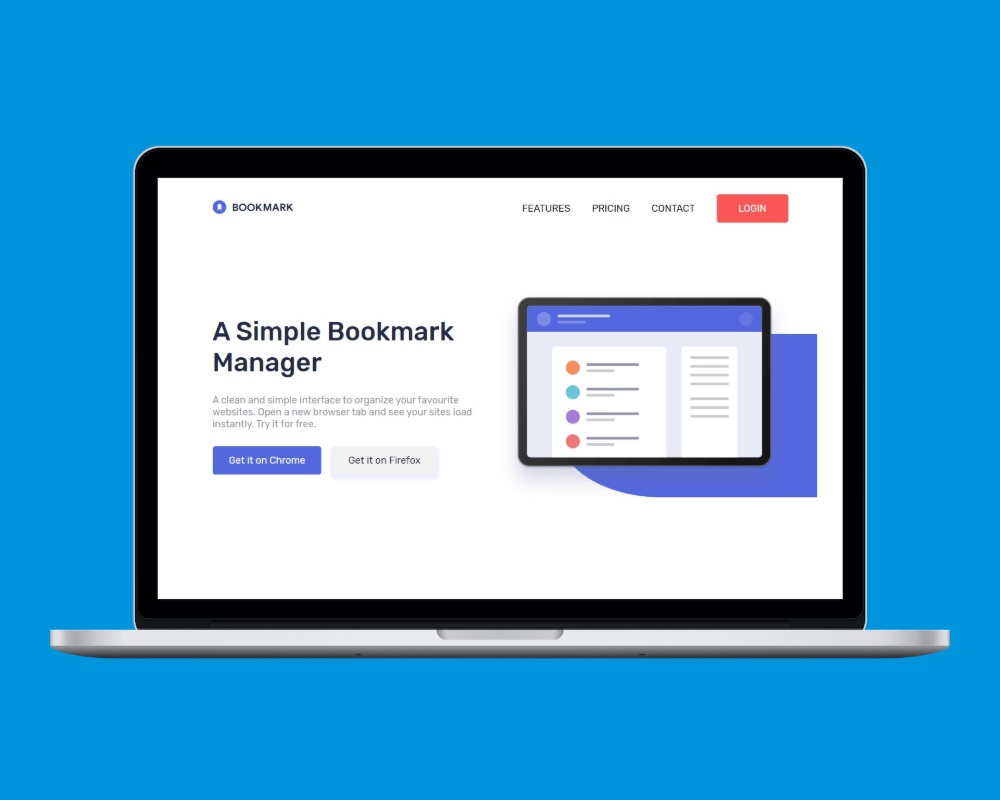 BOOKMARK
FEATURES PRICING CONTACT LOGIN
A Simple Bookmark
Manager
A clean and simple interface to organize your favourite
websites. Open a new browser tab and see your sites load
instantly. Try it for free.
Get it on Chrome Get it on Firefox